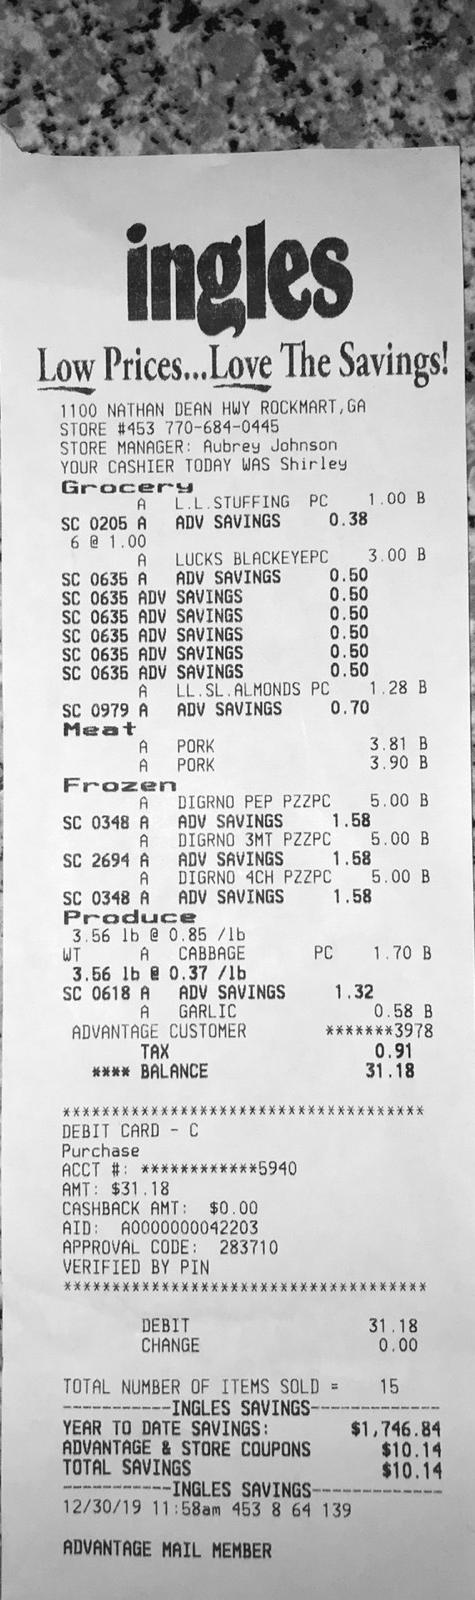 ingles
Low Prices...Love The Savings!
1100 NATHAN DEAN HWY ROCKMART,GA
STORE #453 770-684-0445
STORE MANAGER: Aubrey Johnson
YOUR CASHIER TODAY WAS Shirley
Grocery
A L.L.STUFFING PC 1.00 B
SC 0205 A ADV SAVINGS 0.38
6 @ 1.00
A LUCKS BLACKEYEPC 3.00 B
SC 0635 A ADV SAVINGS 0.50
SC 0635 ADV SAVINGS 0.50
SC 0635 ADV SAVINGS 0.50
SC 0635 ADV SAVINGS 0.50
SC 0635 ADV SAVINGS 0.50
SC 0635 ADV SAVINGS 0.50
A LL.SL.ALMONDS PC 1.28 B
SC 0979 A ADV SAVINGS 0.70
Meat
A PORK 3.81 B
A PORK 3.90 B
Frozen
A DIGRNO PEP PZZPC 5.00 B
SC 0348 A ADV SAVINGS 1.58
A DIGRNO 3MT PZZPC 5.00 B
SC 2694 A ADV SAVINGS 1.58
A DIGRNO 4CH PZZPC 5.00 B
SC 0348 A ADV SAVINGS 1.58
Produce
3.56 lb @ 0.85 /lb
WT A CABBAGE PC 1.70 B
3.56 lb @ 0.37 /lb
SC 0618 A ADV SAVINGS 1.32
A GARLIC 0.58 B
ADVANTAGE CUSTOMER *******3978
TAX 0.91
**** BALANCE 31.18
*************************************
DEBIT CARD - C
Purchase
ACCT #: ************5940
AMT: $31.18
CASHBACK AMT: $0.00
AID: A0000000042203
APPROVAL CODE: 283710
VERIFIED BY PIN
*************************************
DEBIT 31.18
CHANGE 0.00
TOTAL NUMBER OF ITEMS SOLD = 15
-----------INGLES SAVINGS-------------
YEAR TO DATE SAVINGS: $1,746.84
ADVANTAGE & STORE COUPONS $10.14
TOTAL SAVINGS $10.14
-----------INGLES SAVINGS-------------
12/30/19 11:58am 453 8 64 139
ADVANTAGE MAIL MEMBER